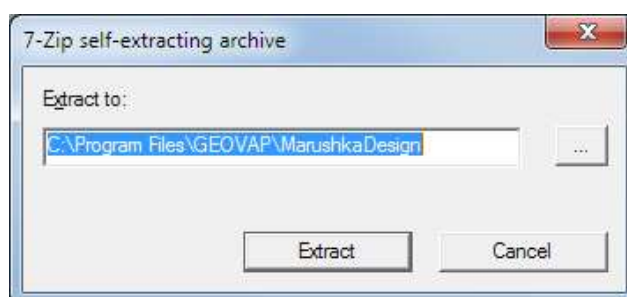 7-Zip self-extracting archive
Extract to:
C:\Program Files\GEOVAP\MarushkaDesign
...
Extract
Cancel